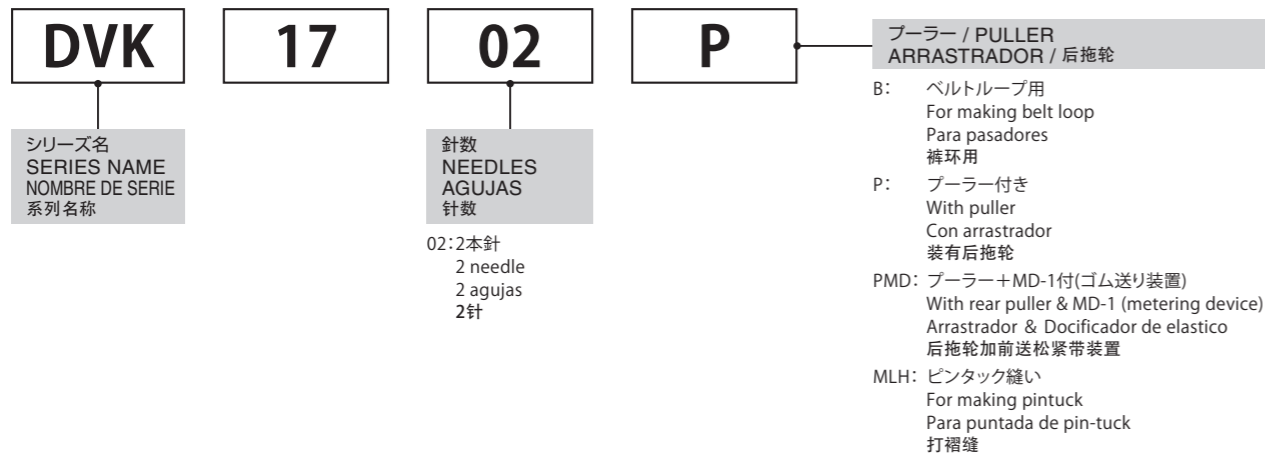 DVK 17 02 P
プーラー / PULLER
ARRASTRADOR / 后拖轮
シリーズ名
SERIES NAME
NOMBRE DE SERIE
系列名称
針数
NEEDLES
AGUJAS
针数
02:2本針
2 needle
2 agujas
2针
B: ベルトループ用
For making belt loop
Para pasadores
裤环用
P: プーラー付き
With puller
Con arrastrador
装有后拖轮
PMD: プーラー+MD-1付(ゴム送り装置)
With rear puller & MD-1 (metering device)
Arrastrador & Docificador de elastico
后拖轮加前送松紧带装置
MLH: ピンタック縫い
For making pintuck
Para puntada de pin-tuck
打褶缝